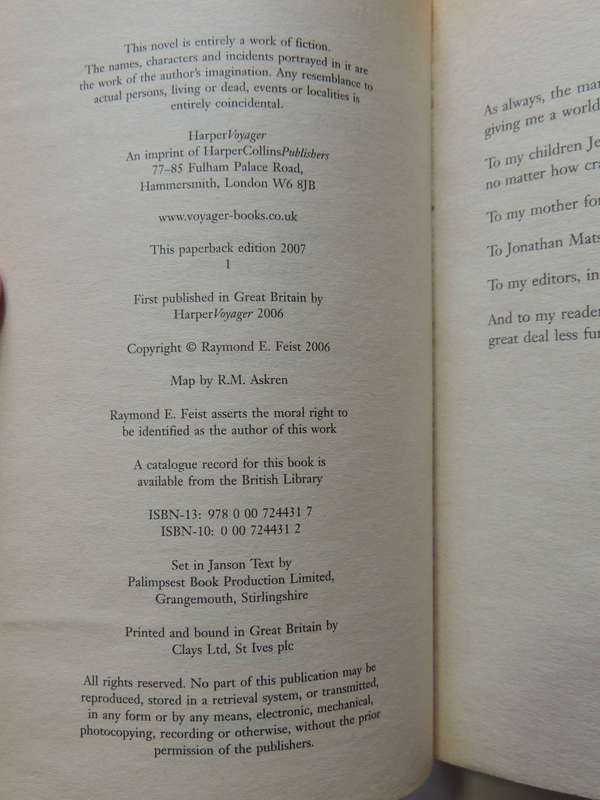 This novel is entirely a work of fiction.
The names, characters and incidents portrayed in it are
the work of the author's imagination. Any resemblance to
actual persons, living or dead, events or localities is
entirely coincidental.
HarperVoyager
An imprint of HarperCollinsPublishers
77–85 Fulham Palace Road,
Hammersmith, London W6 8JB
www.voyager-books.co.uk
This paperback edition 2007
1
First published in Great Britain by
HarperVoyager 2006
Copyright © Raymond E. Feist 2006
Map by R.M. Askren
Raymond E. Feist asserts the moral right to
be identified as the author of this work
A catalogue record for this book is
available from the British Library
ISBN-13: 978 0 00 724431 7
ISBN-10: 0 00 724431 2
Set in Janson Text by
Palimpsest Book Production Limited,
Grangemouth, Stirlingshire
Printed and bound in Great Britain by
Clays Ltd, St Ives plc
All rights reserved. No part of this publication may be
reproduced, stored in a retrieval system, or transmitted,
in any form or by any means, electronic, mechanical,
photocopying, recording or otherwise, without the prior
permission of the publishers.
As always, the
giving me a world
To my children
no matter how
To my mother
To Jonathan
To my editors, in
And to my
great deal less